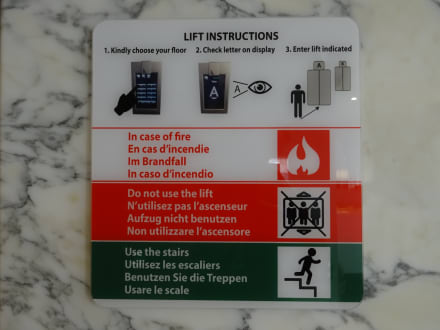 LIFT INSTRUCTIONS
1. Kindly choose your floor 2. Check letter on display 3. Enter lift indicated
A A A A
In case of fire
En cas d'incendie
Im Brandfall
In caso d'incendio
Do not use the lift
N'utilisez pas l'ascenseur
Aufzug nicht benutzen
Non utilizzare l'ascensore
Use the stairs
Utilisez les escaliers
Benutzen Sie die Treppen
Usare le scale